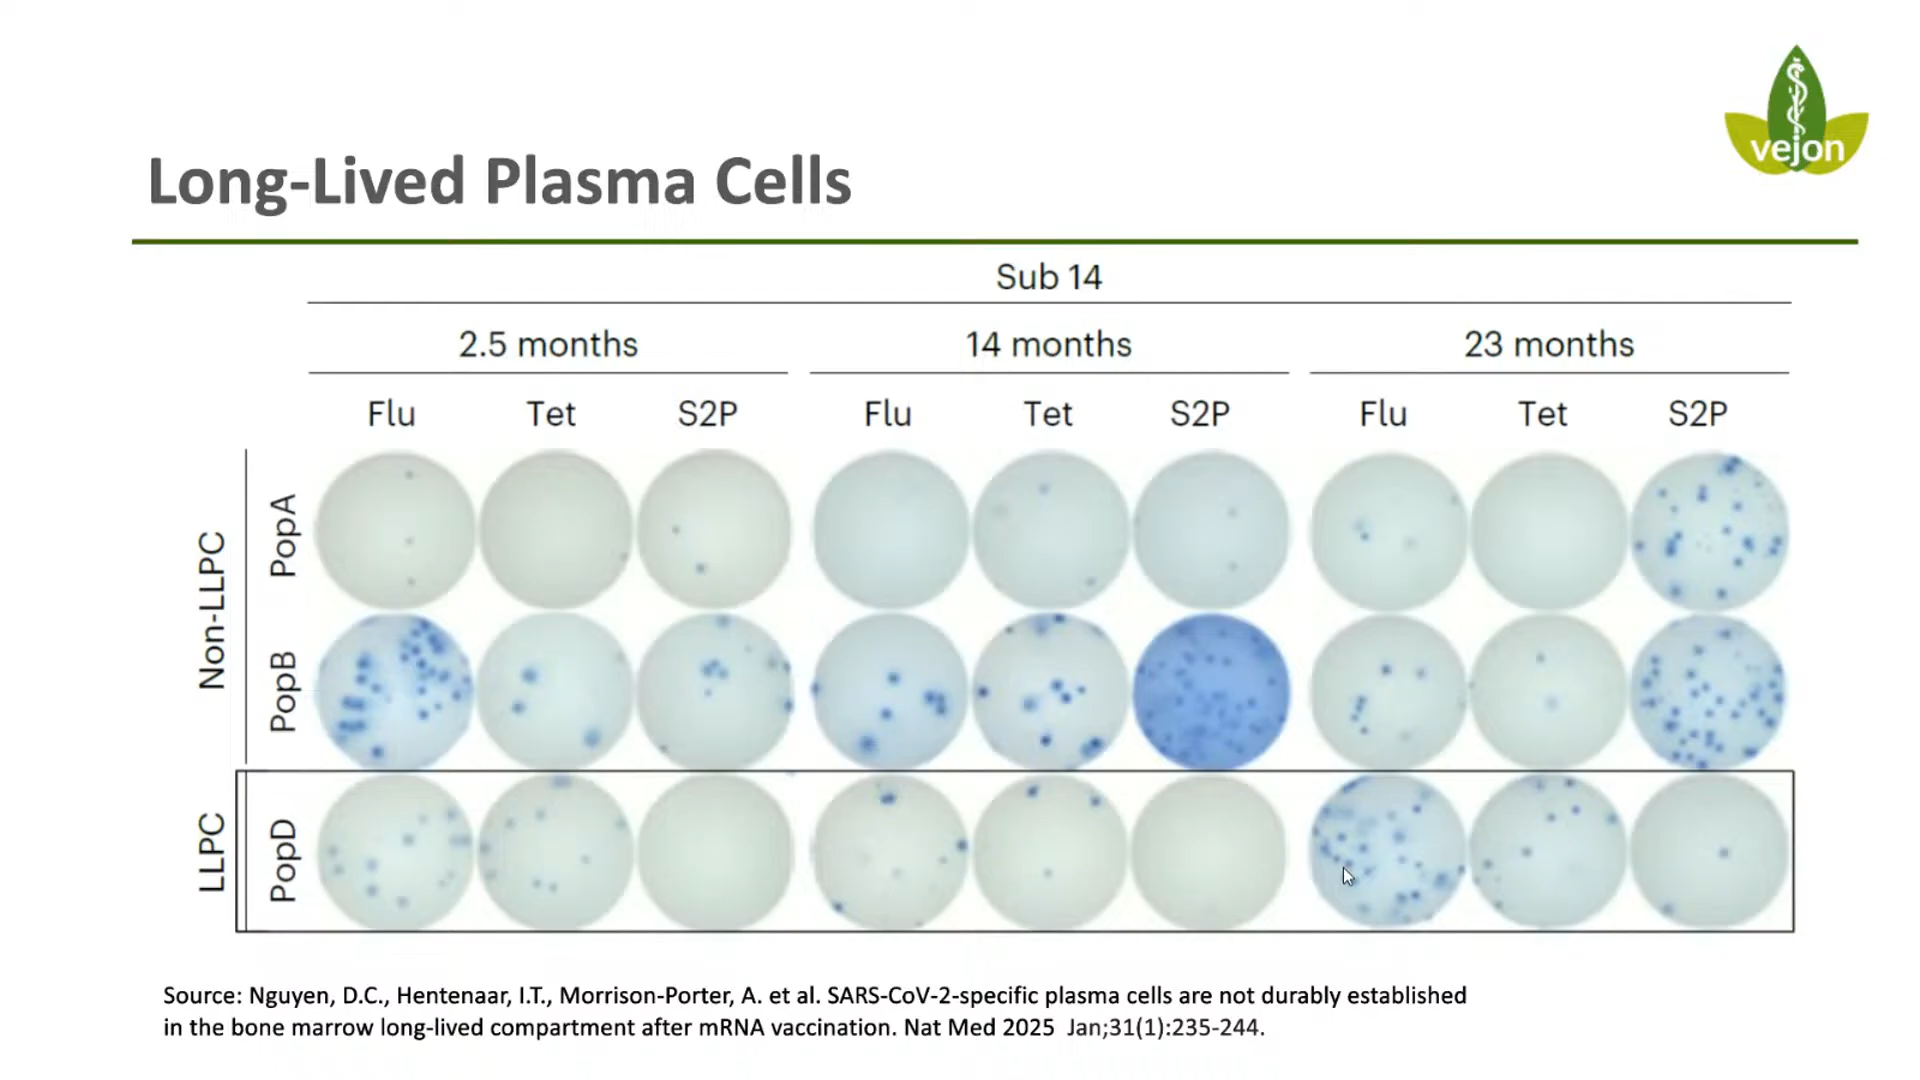 vejon
Long-Lived Plasma Cells
Sub 14
2.5 months 14 months 23 months
Flu Tet S2P Flu Tet S2P Flu Tet S2P
Non-LLPC
PopA
PopB
LLPC
PopD
Source: Nguyen, D.C., Hentenaar, I.T., Morrison-Porter, A. et al. SARS-CoV-2-specific plasma cells are not durably established
in the bone marrow long-lived compartment after mRNA vaccination. Nat Med 2025 Jan;31(1):235-244.